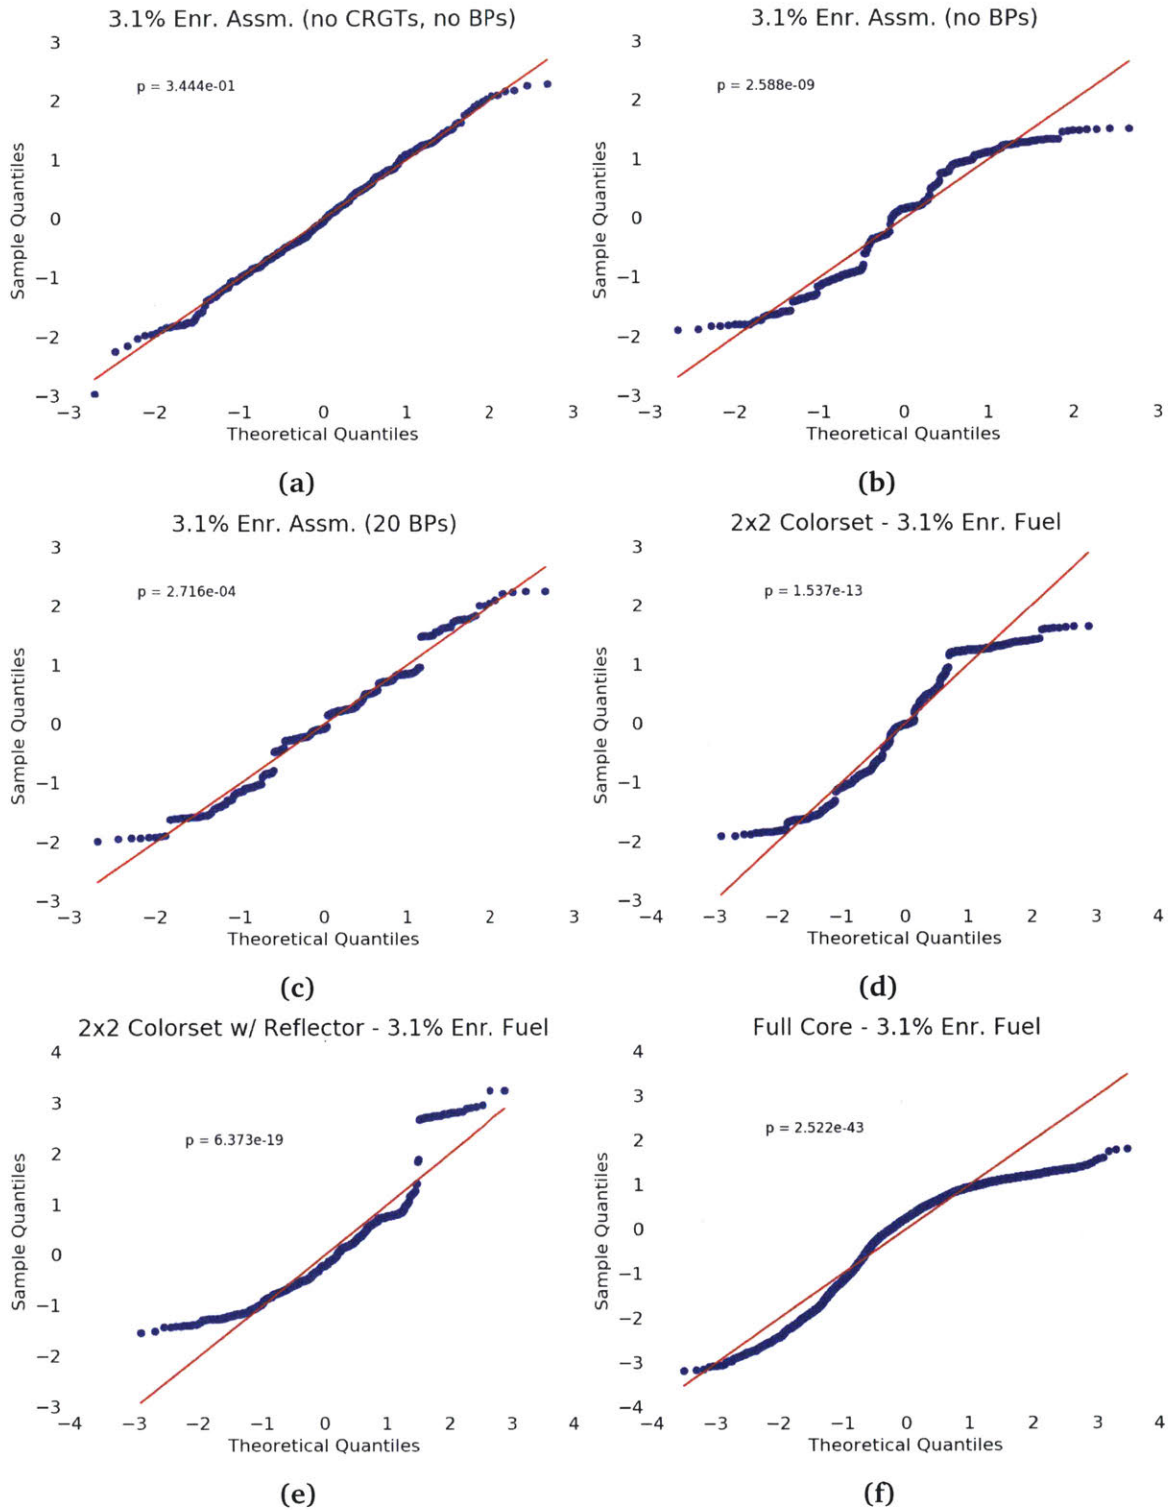 3.1% Enr. Assm. (no CRGTs, no BPs)
3
p = 3.444e-01
2
1
0
−1
−2
−3
Sample Quantiles
−3 −2 −1 0 1 2 3
Theoretical Quantiles
(a)
3.1% Enr. Assm. (no BPs)
3
p = 2.588e-09
2
1
0
−1
−2
−3
Sample Quantiles
−3 −2 −1 0 1 2 3
Theoretical Quantiles
(b)
3.1% Enr. Assm. (20 BPs)
3
p = 2.716e-04
2
1
0
−1
−2
−3
Sample Quantiles
−3 −2 −1 0 1 2 3
Theoretical Quantiles
(c)
2x2 Colorset - 3.1% Enr. Fuel
3
p = 1.537e-13
2
1
0
−1
−2
−3
Sample Quantiles
−4 −3 −2 −1 0 1 2 3 4
Theoretical Quantiles
(d)
2x2 Colorset w/ Reflector - 3.1% Enr. Fuel
4
3
p = 6.373e-19
2
1
0
−1
−2
−3
Sample Quantiles
−4 −3 −2 −1 0 1 2 3 4
Theoretical Quantiles
(e)
Full Core - 3.1% Enr. Fuel
4
3
p = 2.522e-43
2
1
0
−1
−2
−3
−4
Sample Quantiles
−4 −3 −2 −1 0 1 2 3 4
Theoretical Quantiles
(f)